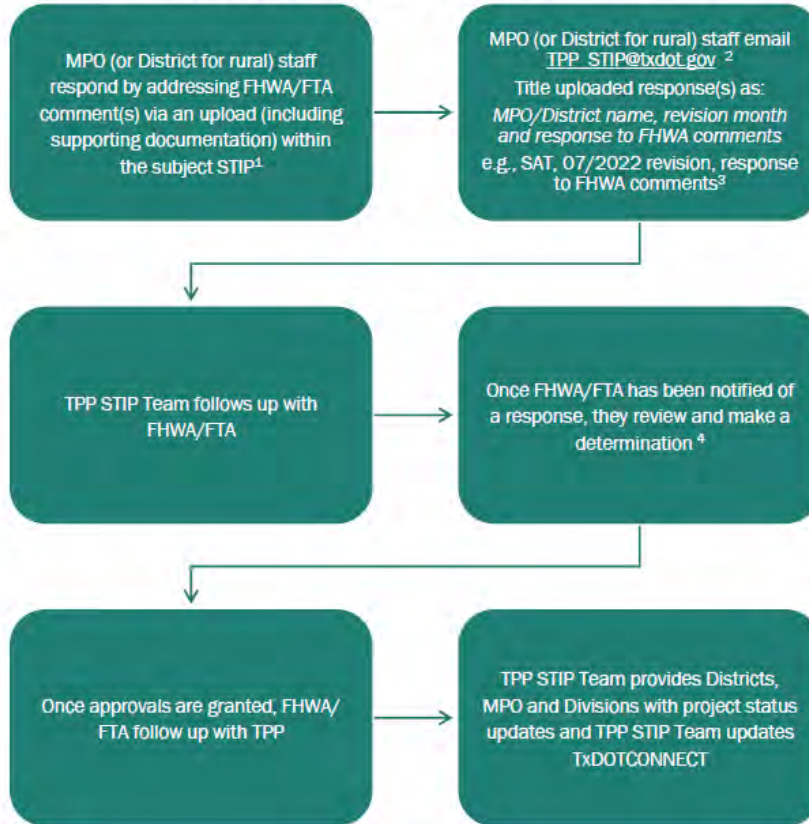 MPO (or District for rural) staff
respond by addressing FHWA/FTA
comment(s) via an upload (including
supporting documentation) within
the subject STIP¹
MPO (or District for rural) staff email
TPP_STIP@txdot.gov ²
Title uploaded response(s) as:
MPO/District name, revision month
and response to FHWA comments
e.g., SAT, 07/2022 revision, response
to FHWA comments³
TPP STIP Team follows up with
FHWA/FTA
Once FHWA/FTA has been notified of
a response, they review and make a
determination ⁴
Once approvals are granted, FHWA/
FTA follow up with TPP
TPP STIP Team provides Districts,
MPO and Divisions with project status
updates and TPP STIP Team updates
TxDOTCONNECT